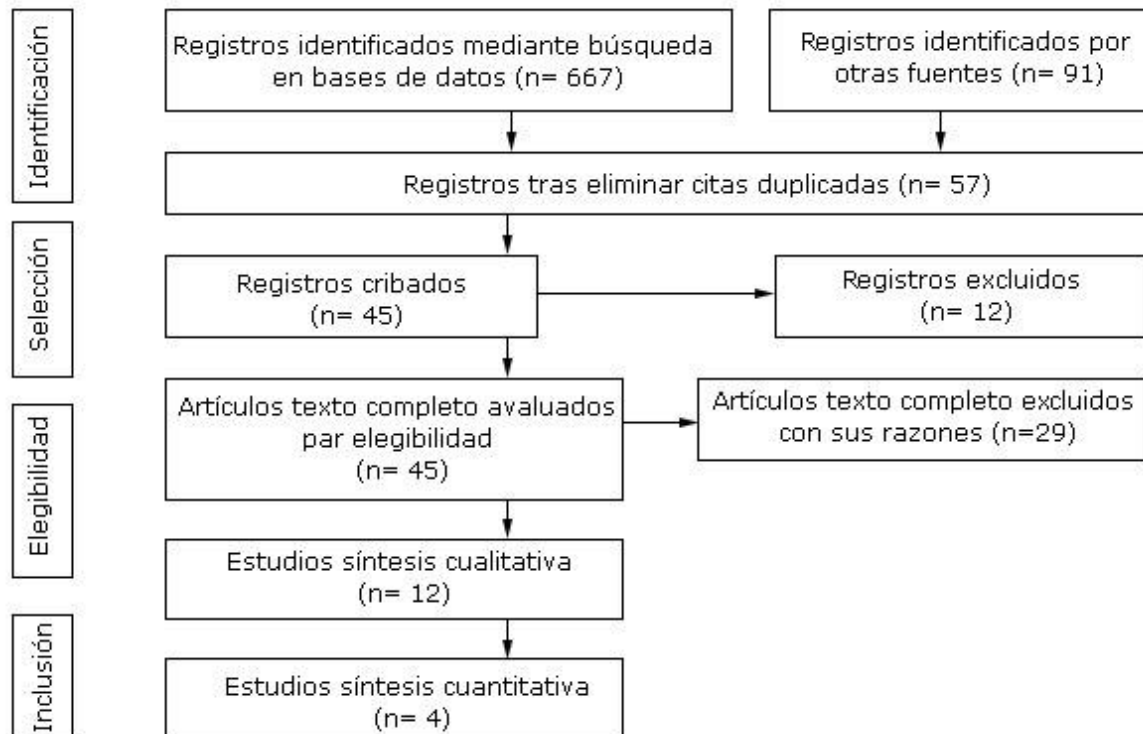 Identificación
Registros identificados mediante búsqueda
en bases de datos (n= 667)
Registros identificados por
otras fuentes (n= 91)
Registros tras eliminar citas duplicadas (n= 57)
Selección
Registros cribados
(n= 45)
Registros excluidos
(n= 12)
Elegibilidad
Artículos texto completo avaluados
par elegibilidad
(n= 45)
Artículos texto completo excluidos
con sus razones (n=29)
Estudios síntesis cualitativa
(n= 12)
Inclusión
Estudios síntesis cuantitativa
(n= 4)